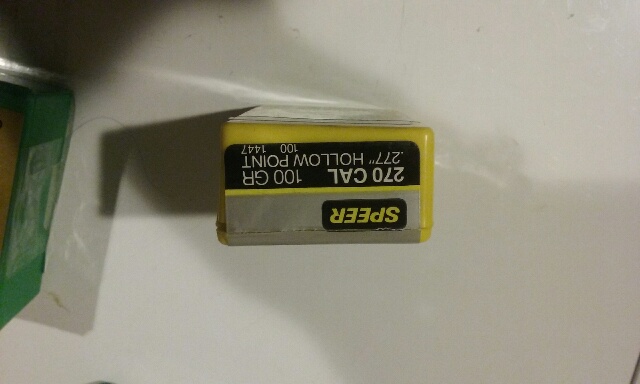 SPEER
270 CAL 100 GR
.277" HOLLOW POINT
100 1447